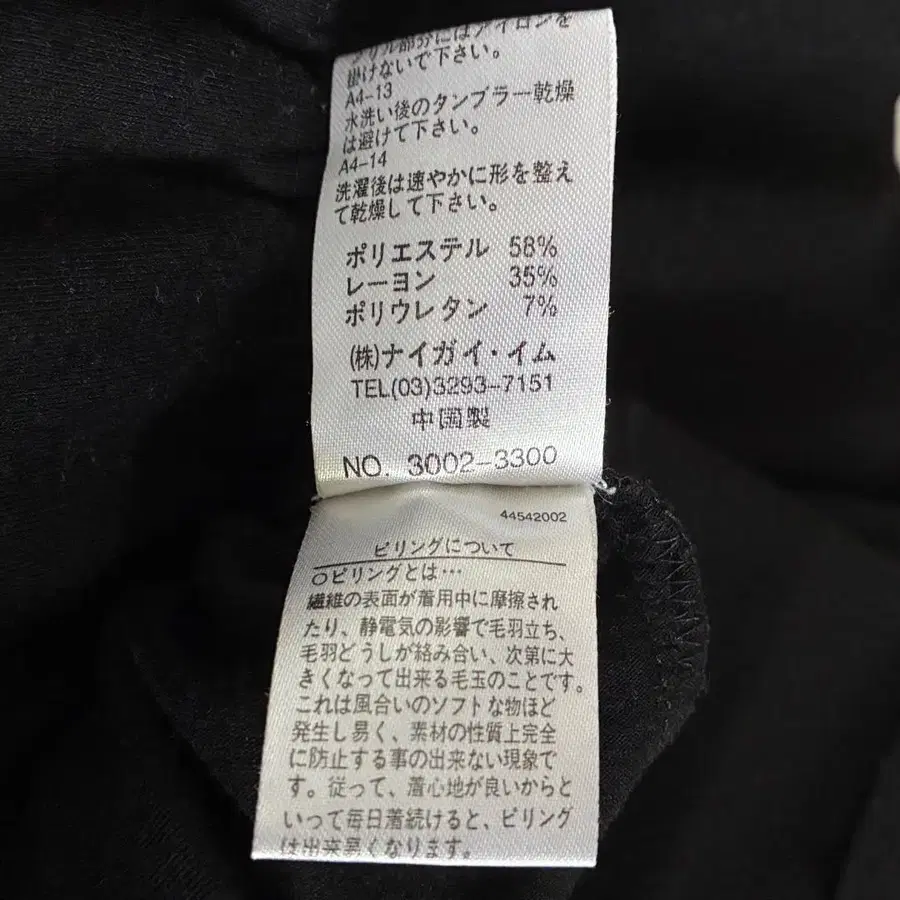 プリル部分にはアイロンを
掛けないで下さい。
A4-13
水洗い後のタンブラー乾燥
は避けて下さい。
A4-14
洗濯後は速やかに形を整え
て乾燥して下さい。
ポリエステル 58%
レーヨン 35%
ポリウレタン 7%
(株)ナイガイ・イム
TEL(03)3293-7151
中国製
NO. 3002-3300
44542002
ピリングについて
○ピリングとは…
繊維の表面が着用中に摩擦され
たり、静電気の影響で毛羽立ち、
毛羽どうしが絡み合い、次第に大
きくなって出来る毛玉のことです。
これは風合いのソフトな物ほど
発生し易く、素材の性質上完全
に防止する事の出来ない現象で
す。従って、着心地が良いからと
いって毎日着続けると、ピリング
は出来易くなります。